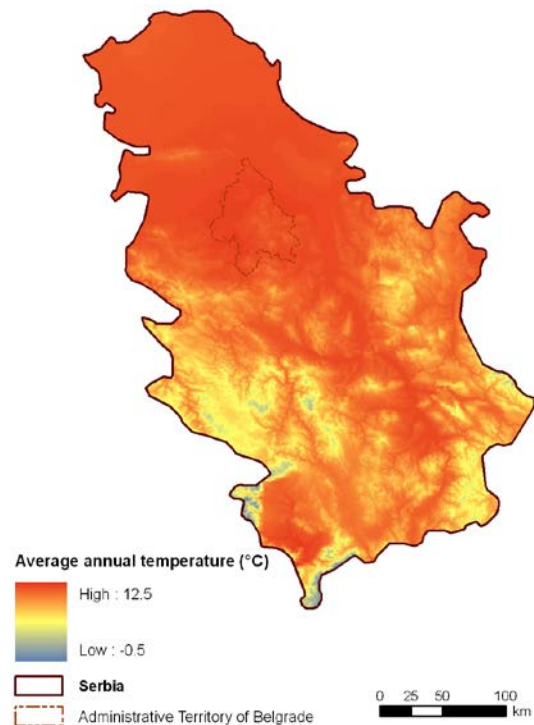 Average annual temperature (°C)
High : 12.5
Low : -0.5
Serbia
Administrative Territory of Belgrade
0 25 50 100
km